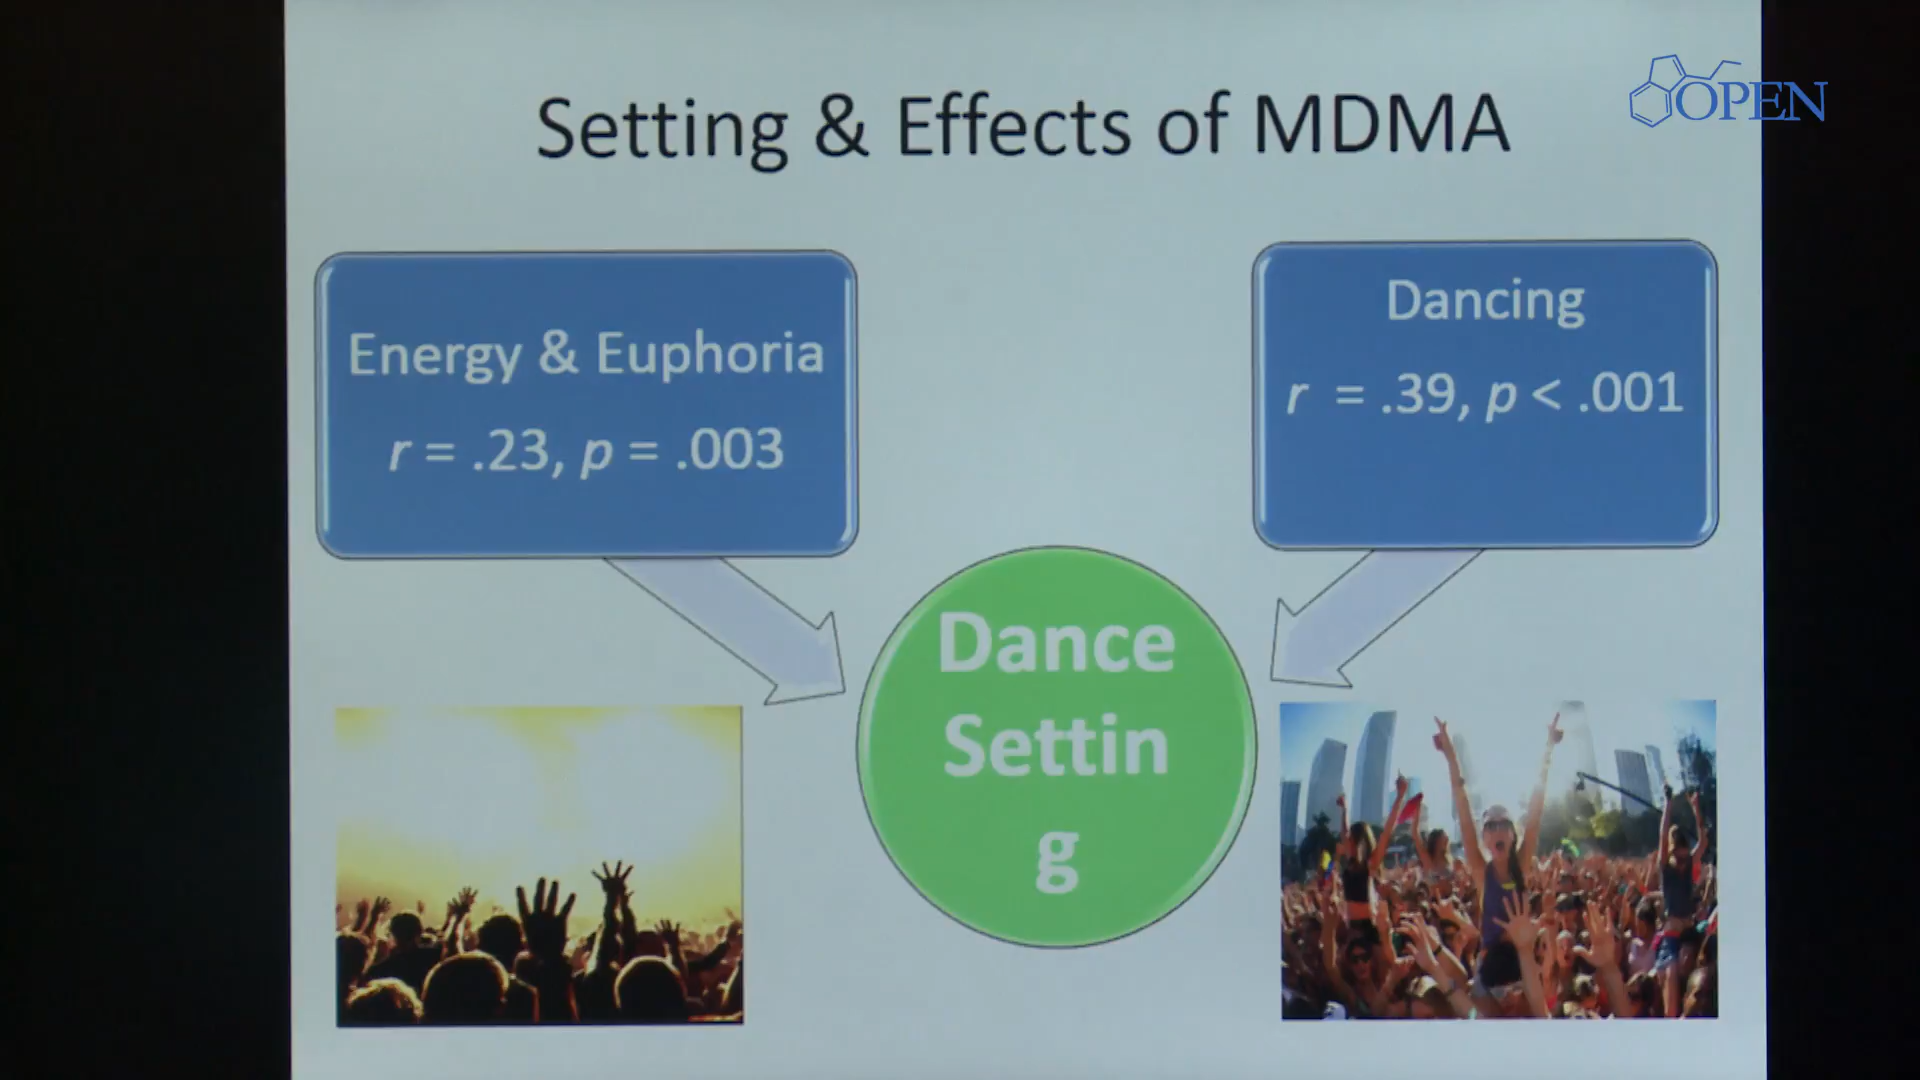 Setting & Effects of MDMA
OPEN
Energy & Euphoria
r = .23, p = .003
Dancing
r = .39, p < .001
Dance
Settin
g